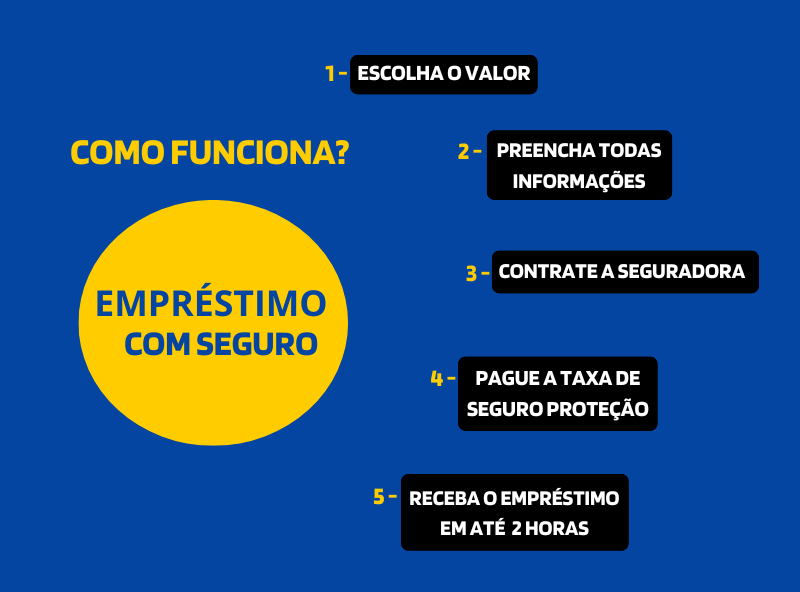 COMO FUNCIONA?
EMPRÉSTIMO
COM SEGURO
1 - ESCOLHA O VALOR
2 - PREENCHA TODAS
INFORMAÇÕES
3 - CONTRATE A SEGURADORA
4 - PAGUE A TAXA DE
SEGURO PROTEÇÃO
5 - RECEBA O EMPRÉSTIMO
EM ATÉ 2 HORAS